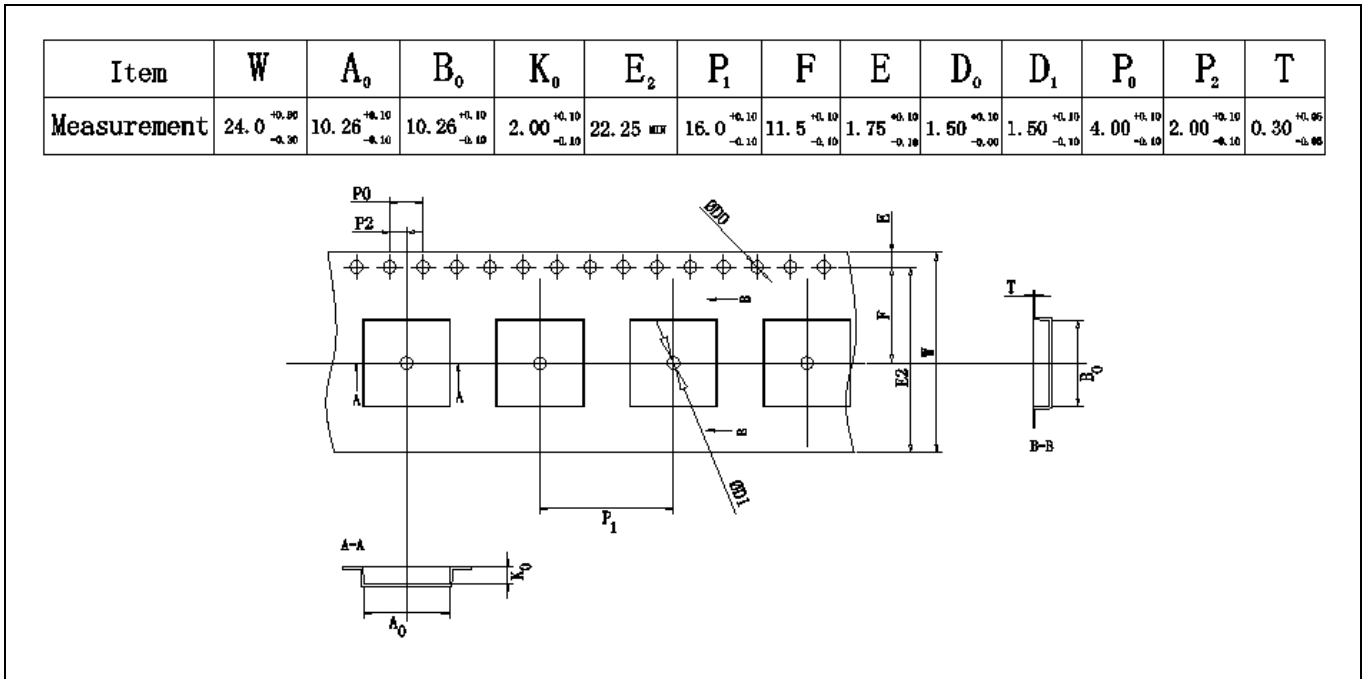 Item W A₀ B₀ K₀ E₂ P₁ F E D₀ D₁ P₀ P₂ T
Measurement 24.0 +0.30 -0.30 10.26 +0.10 -0.10 10.26 +0.10 -0.10 2.00 +0.10 -0.10 22.25 MIN 16.0 +0.10 -0.10 11.5 +0.10 -0.10 1.75 +0.10 -0.10 1.50 +0.10 -0.00 1.50 +0.10 -0.10 4.00 +0.10 -0.10 2.00 +0.10 -0.10 0.30 +0.05 -0.05
P0
P2
ØD0
E
T
B
F
W
E2
B₀
A
A
B
B-B
ØD1
P₁
A-A
K₀
A₀